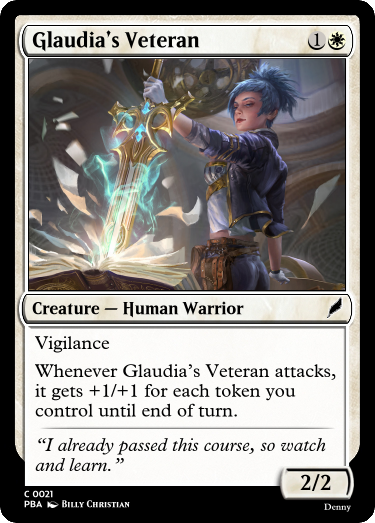 Glaudia's Veteran 1
Creature — Human Warrior
Vigilance
Whenever Glaudia's Veteran attacks,
it gets +1/+1 for each token you
control until end of turn.
“I already passed this course, so watch
and learn.”
2/2
C 0021
PBA Billy Christian
Denny